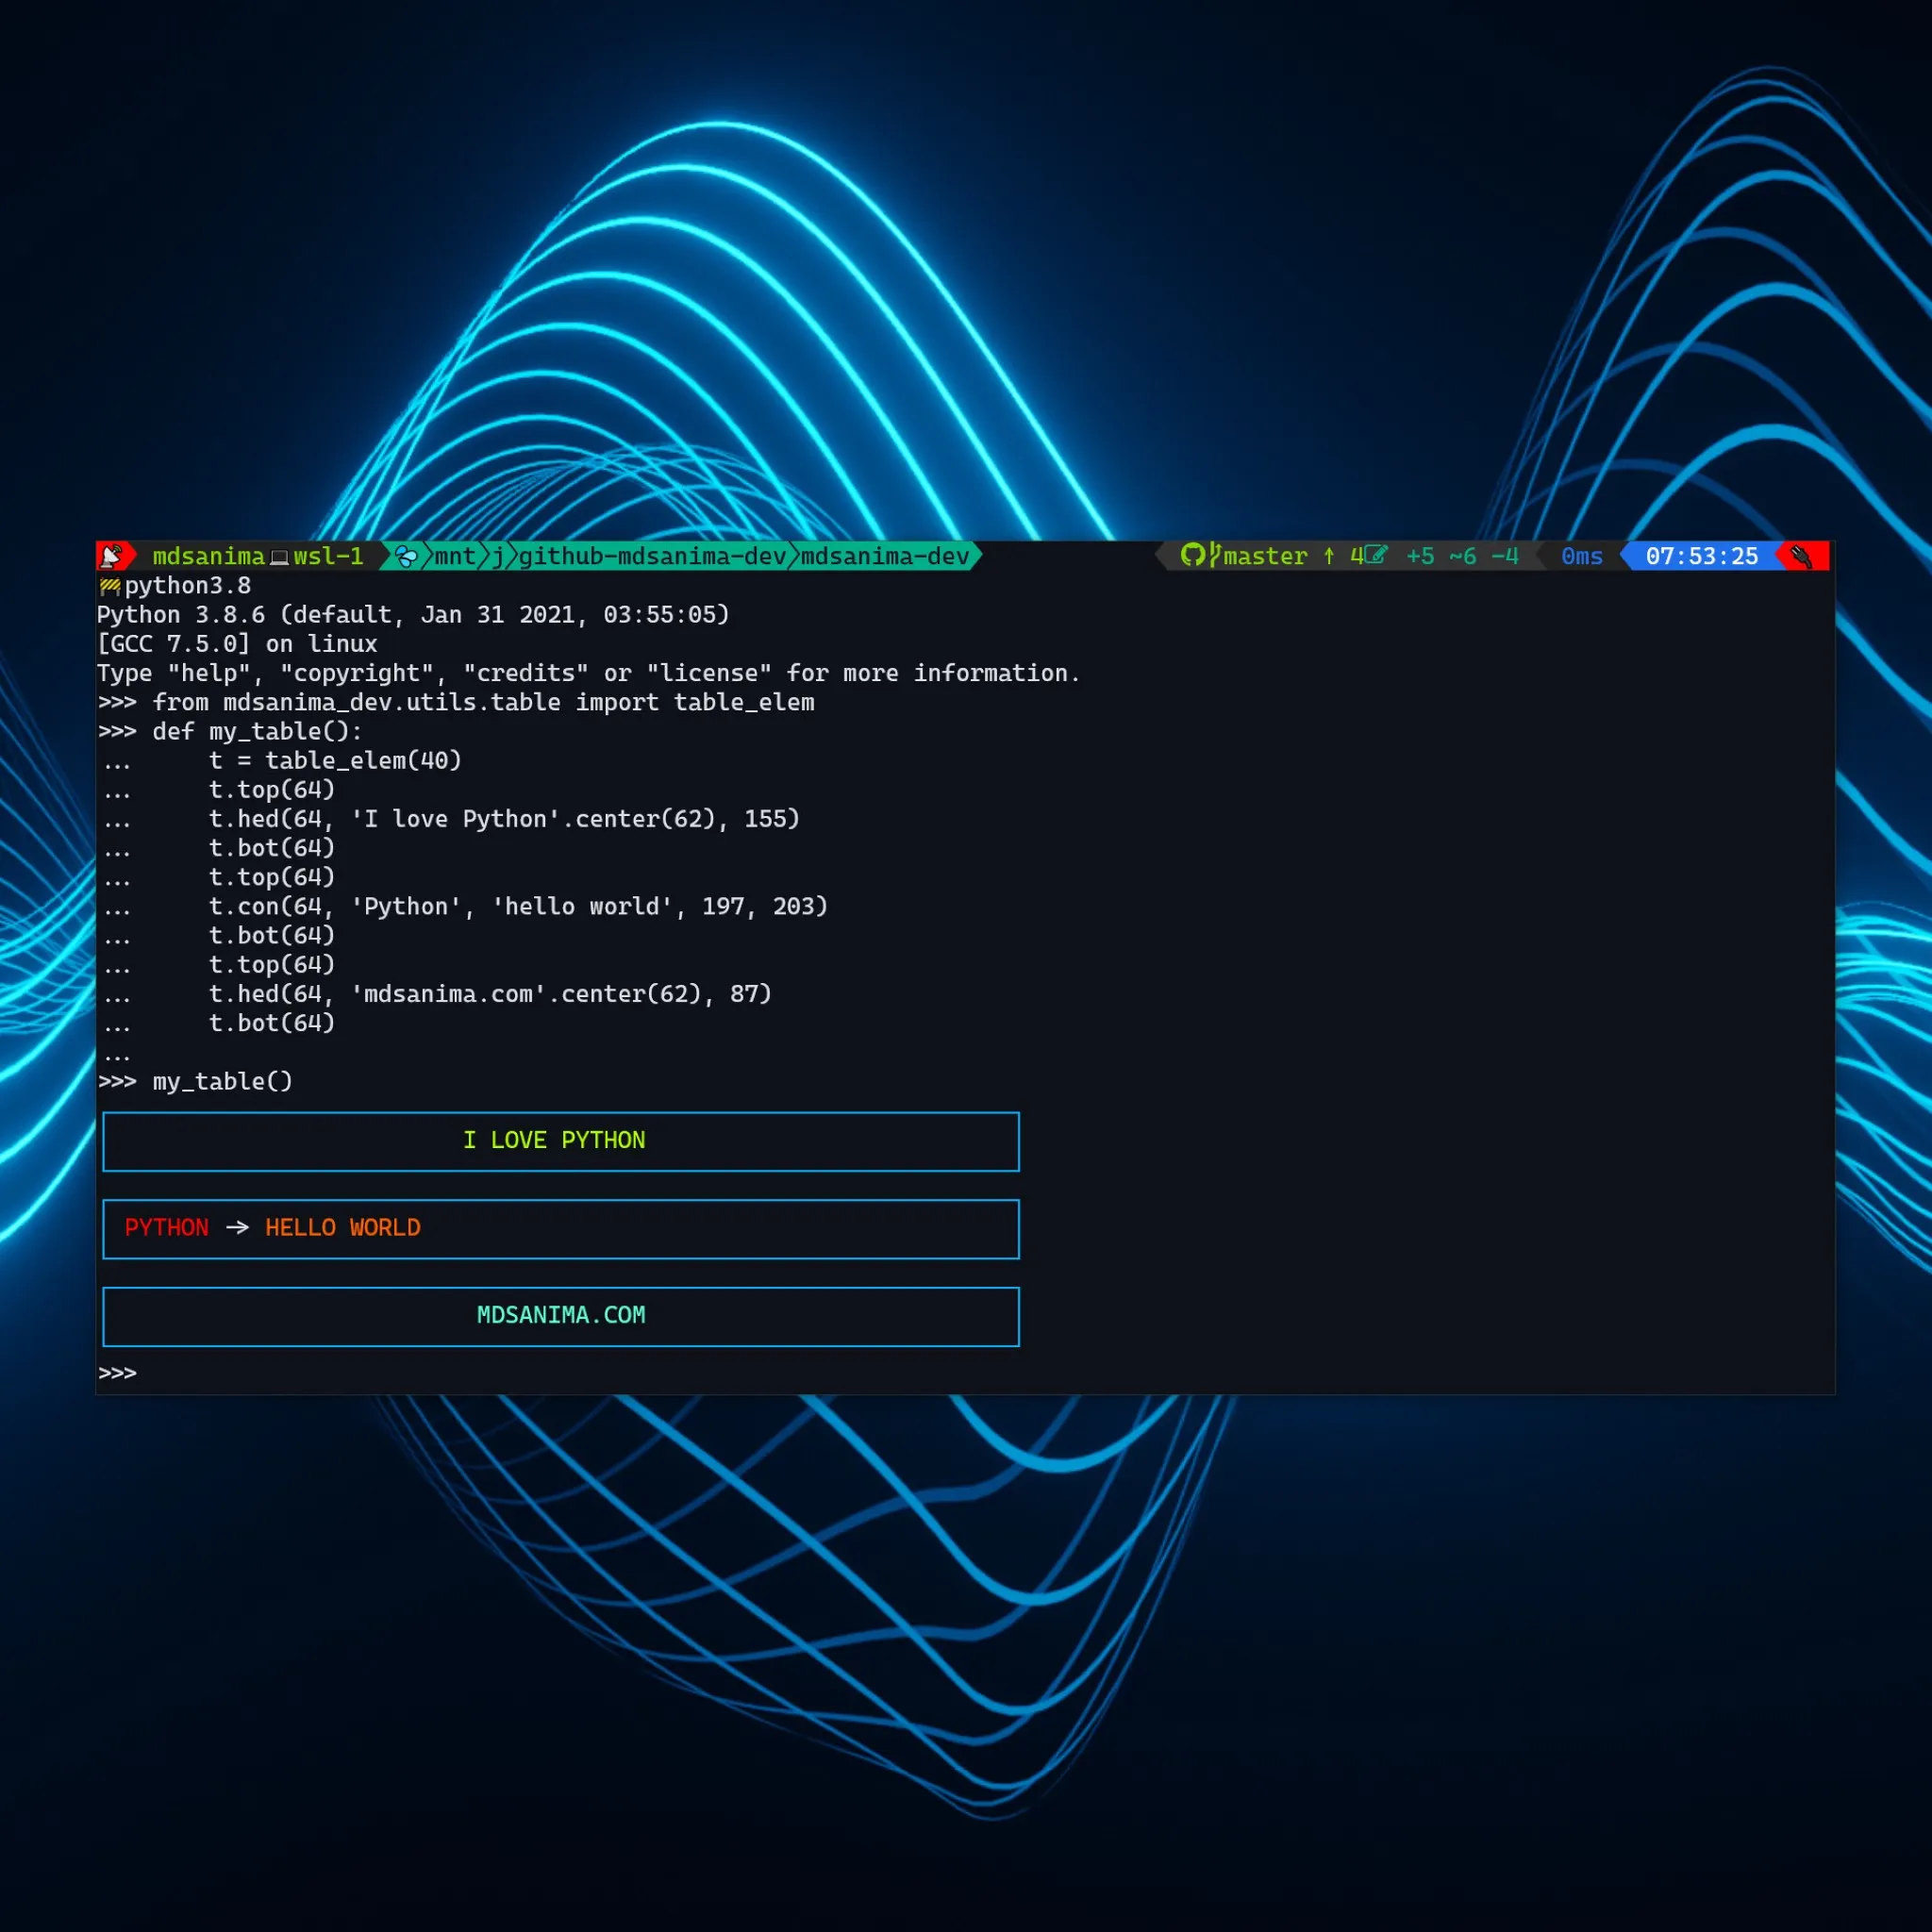 mdsanima wsl-1 mnt j github-mdsanima-dev mdsanima-dev master ↑ 4 +5 ~6 -4 0ms 07:53:25
python3.8
Python 3.8.6 (default, Jan 31 2021, 03:55:05)
[GCC 7.5.0] on linux
Type "help", "copyright", "credits" or "license" for more information.
>>> from mdsanima_dev.utils.table import table_elem
>>> def my_table():
...     t = table_elem(40)
...     t.top(64)
...     t.hed(64, 'I love Python'.center(62), 155)
...     t.bot(64)
...     t.top(64)
...     t.con(64, 'Python', 'hello world', 197, 203)
...     t.bot(64)
...     t.top(64)
...     t.hed(64, 'mdsanima.com'.center(62), 87)
...     t.bot(64)
...
>>> my_table()
I LOVE PYTHON
PYTHON → HELLO WORLD
MDSANIMA.COM
>>>